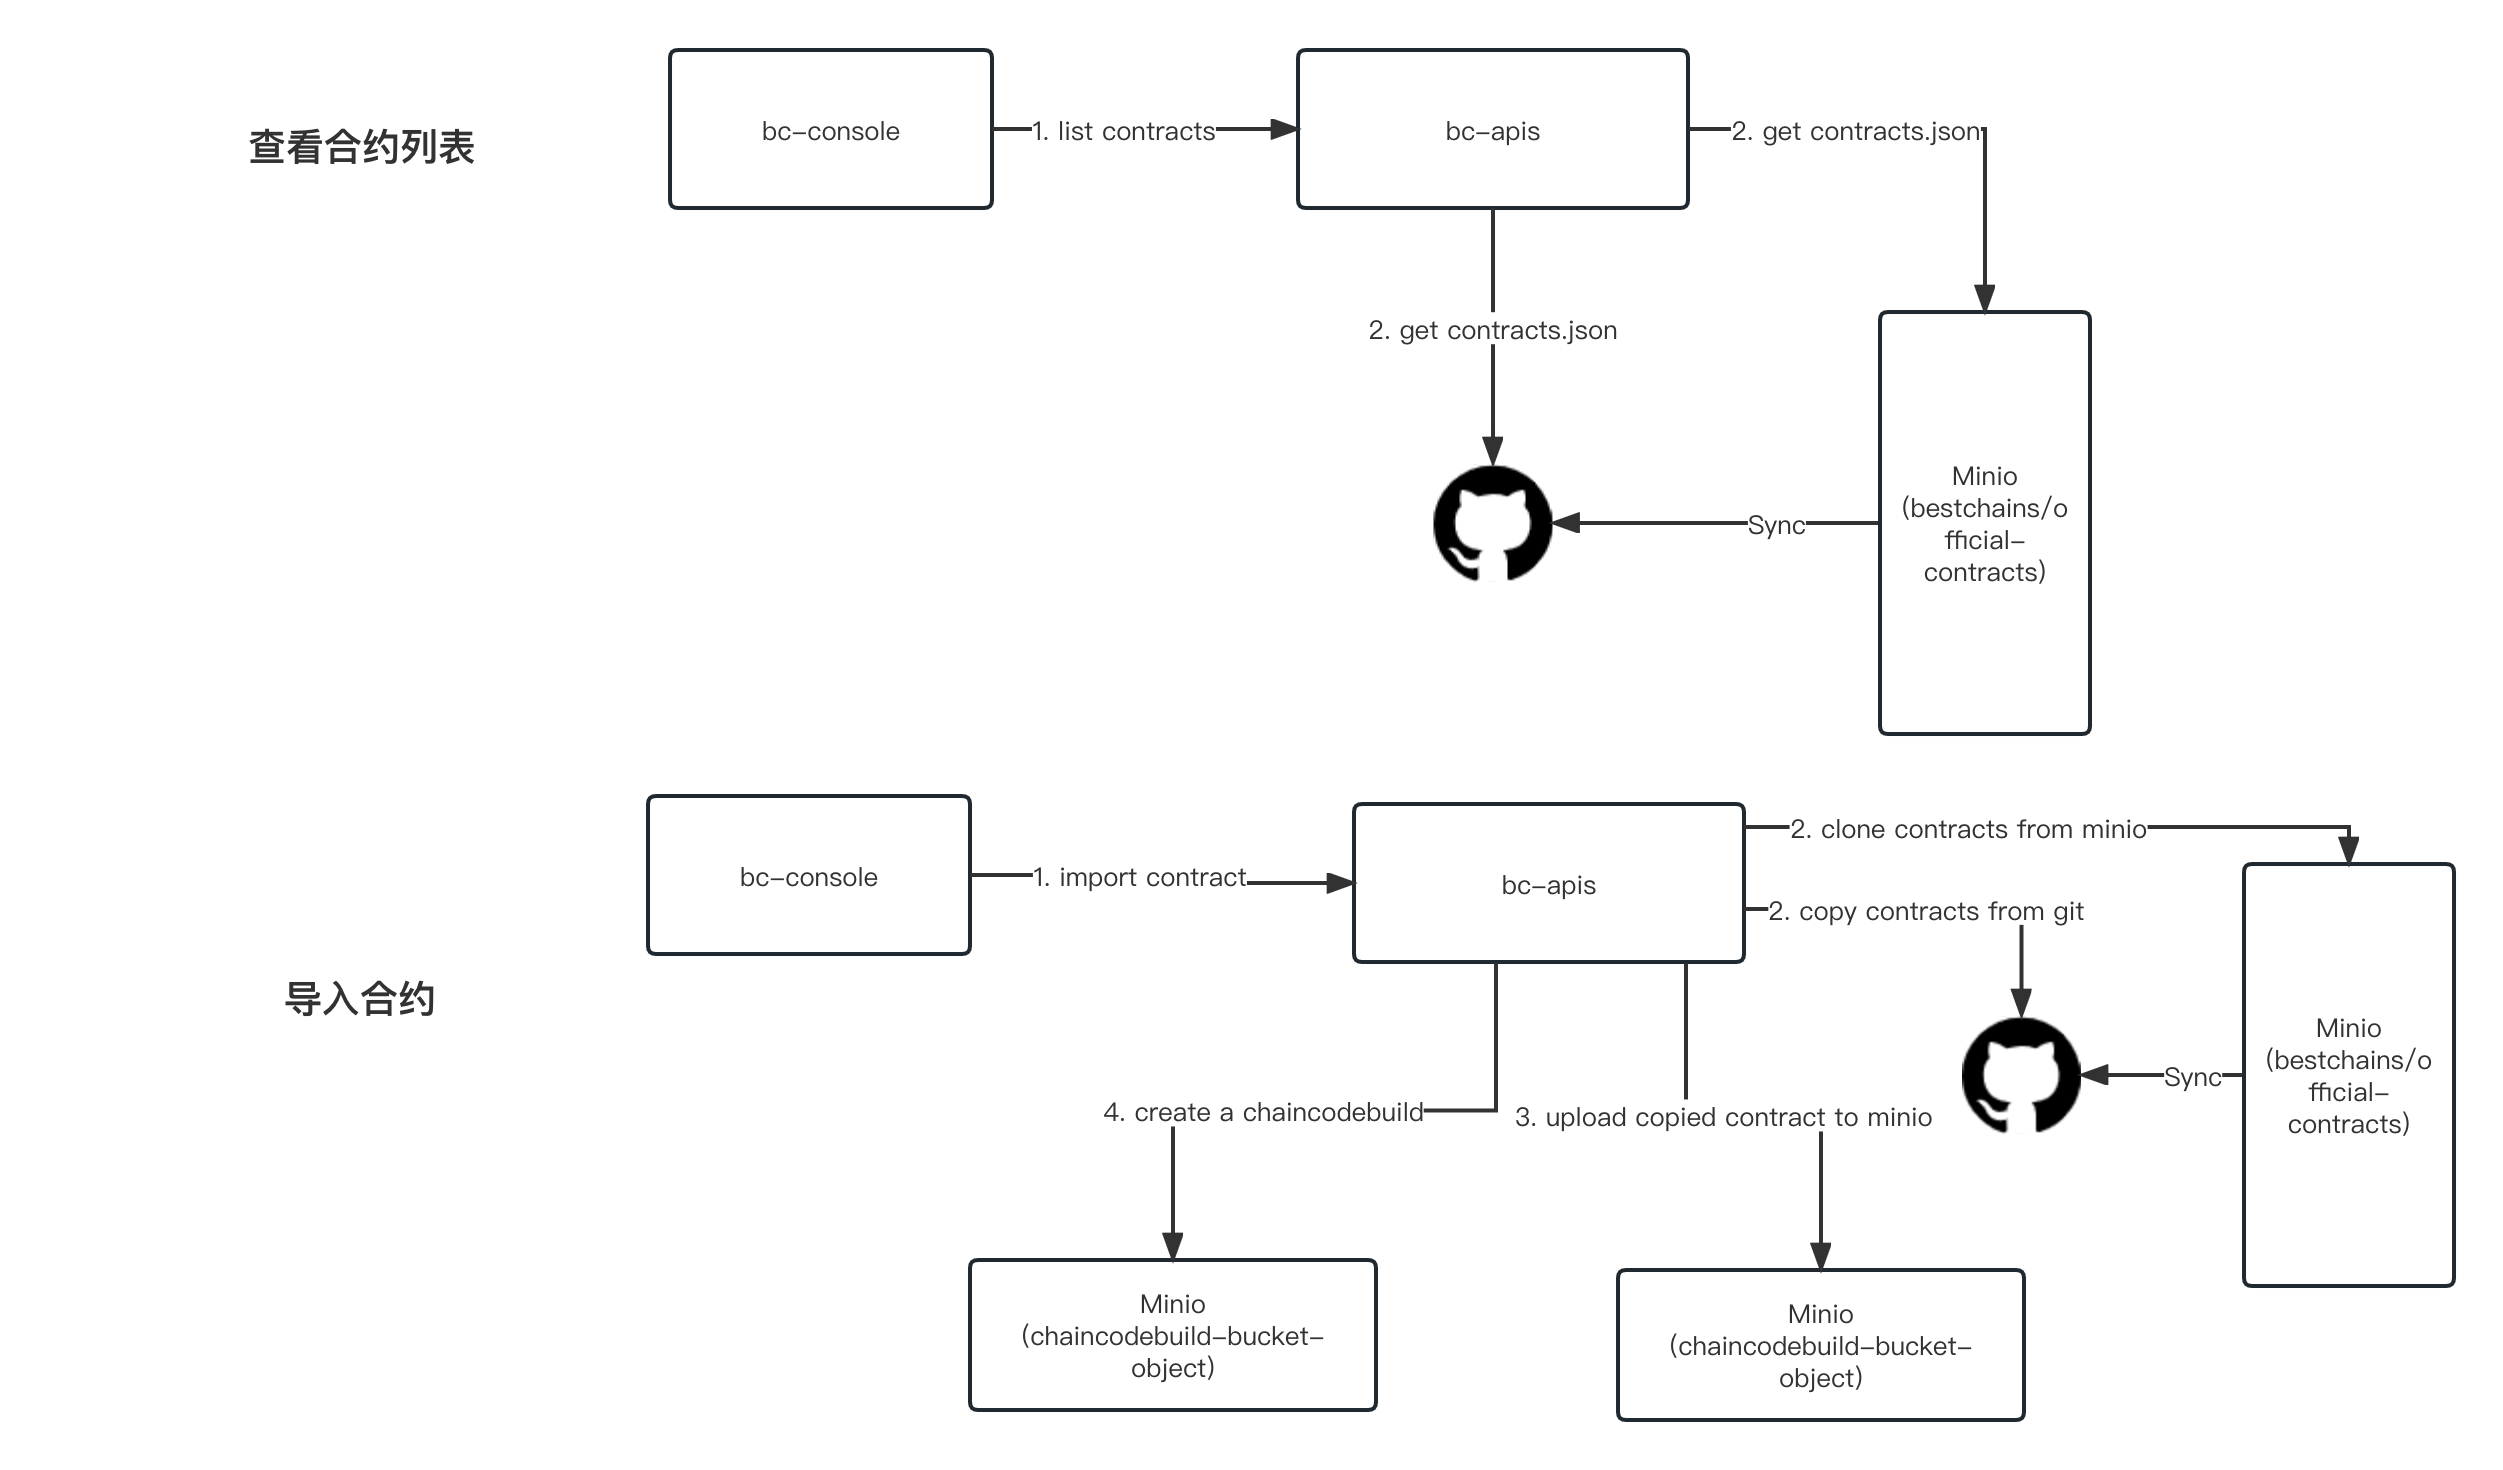 查看合约列表
bc-console
1. list contracts
bc-apis
2. get contracts.json
2. get contracts.json
Sync
Minio
(bestchains/o
fficial-
contracts)
导入合约
bc-console
1. import contract
bc-apis
2. clone contracts from minio
2. copy contracts from git
Sync
Minio
(bestchains/o
fficial-
contracts)
4. create a chaincodebuild
3. upload copied contract to minio
Minio
(chaincodebuild-bucket-
object)
Minio
(chaincodebuild-bucket-
object)